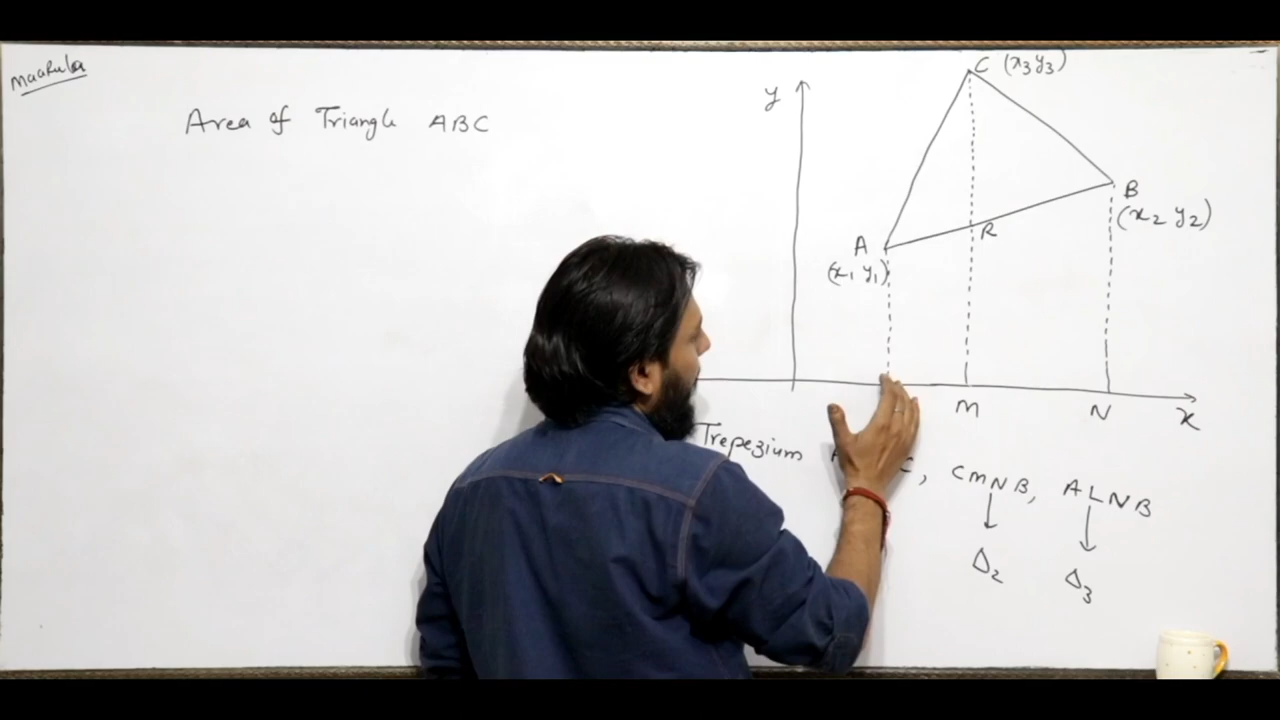 Maarula
Area of Triangle ABC
y
C (x₃ y₃)
B
(x₂ y₂)
A
(x₁ y₁)
R
M
N
x
Trepezium
, CMNB, ALNB
Δ₂
Δ₃